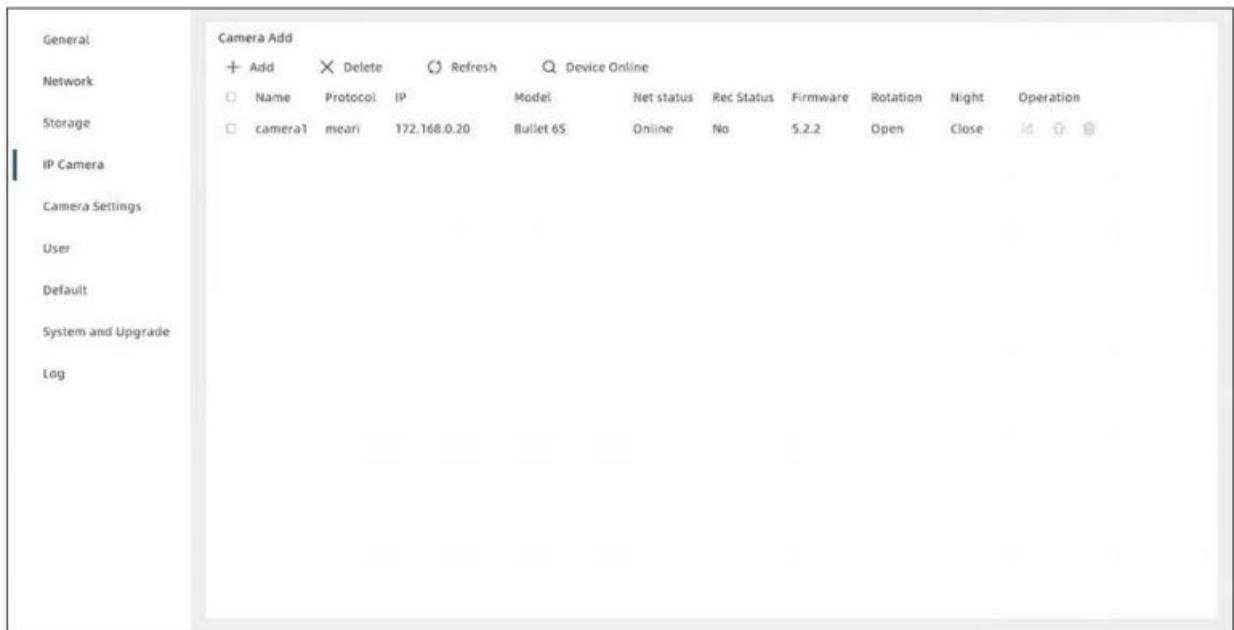 General
Network
Storage
IP Camera
Camera Settings
User
Default
System and Upgrade
Log
Camera Add
Add Delete Refresh Device Online
Name Protocol IP Model Net status Rec Status Firmware Rotation Night Operation
camera1 meari 172.168.0.20 Bullet 6S Online No 5.2.2 Open Close